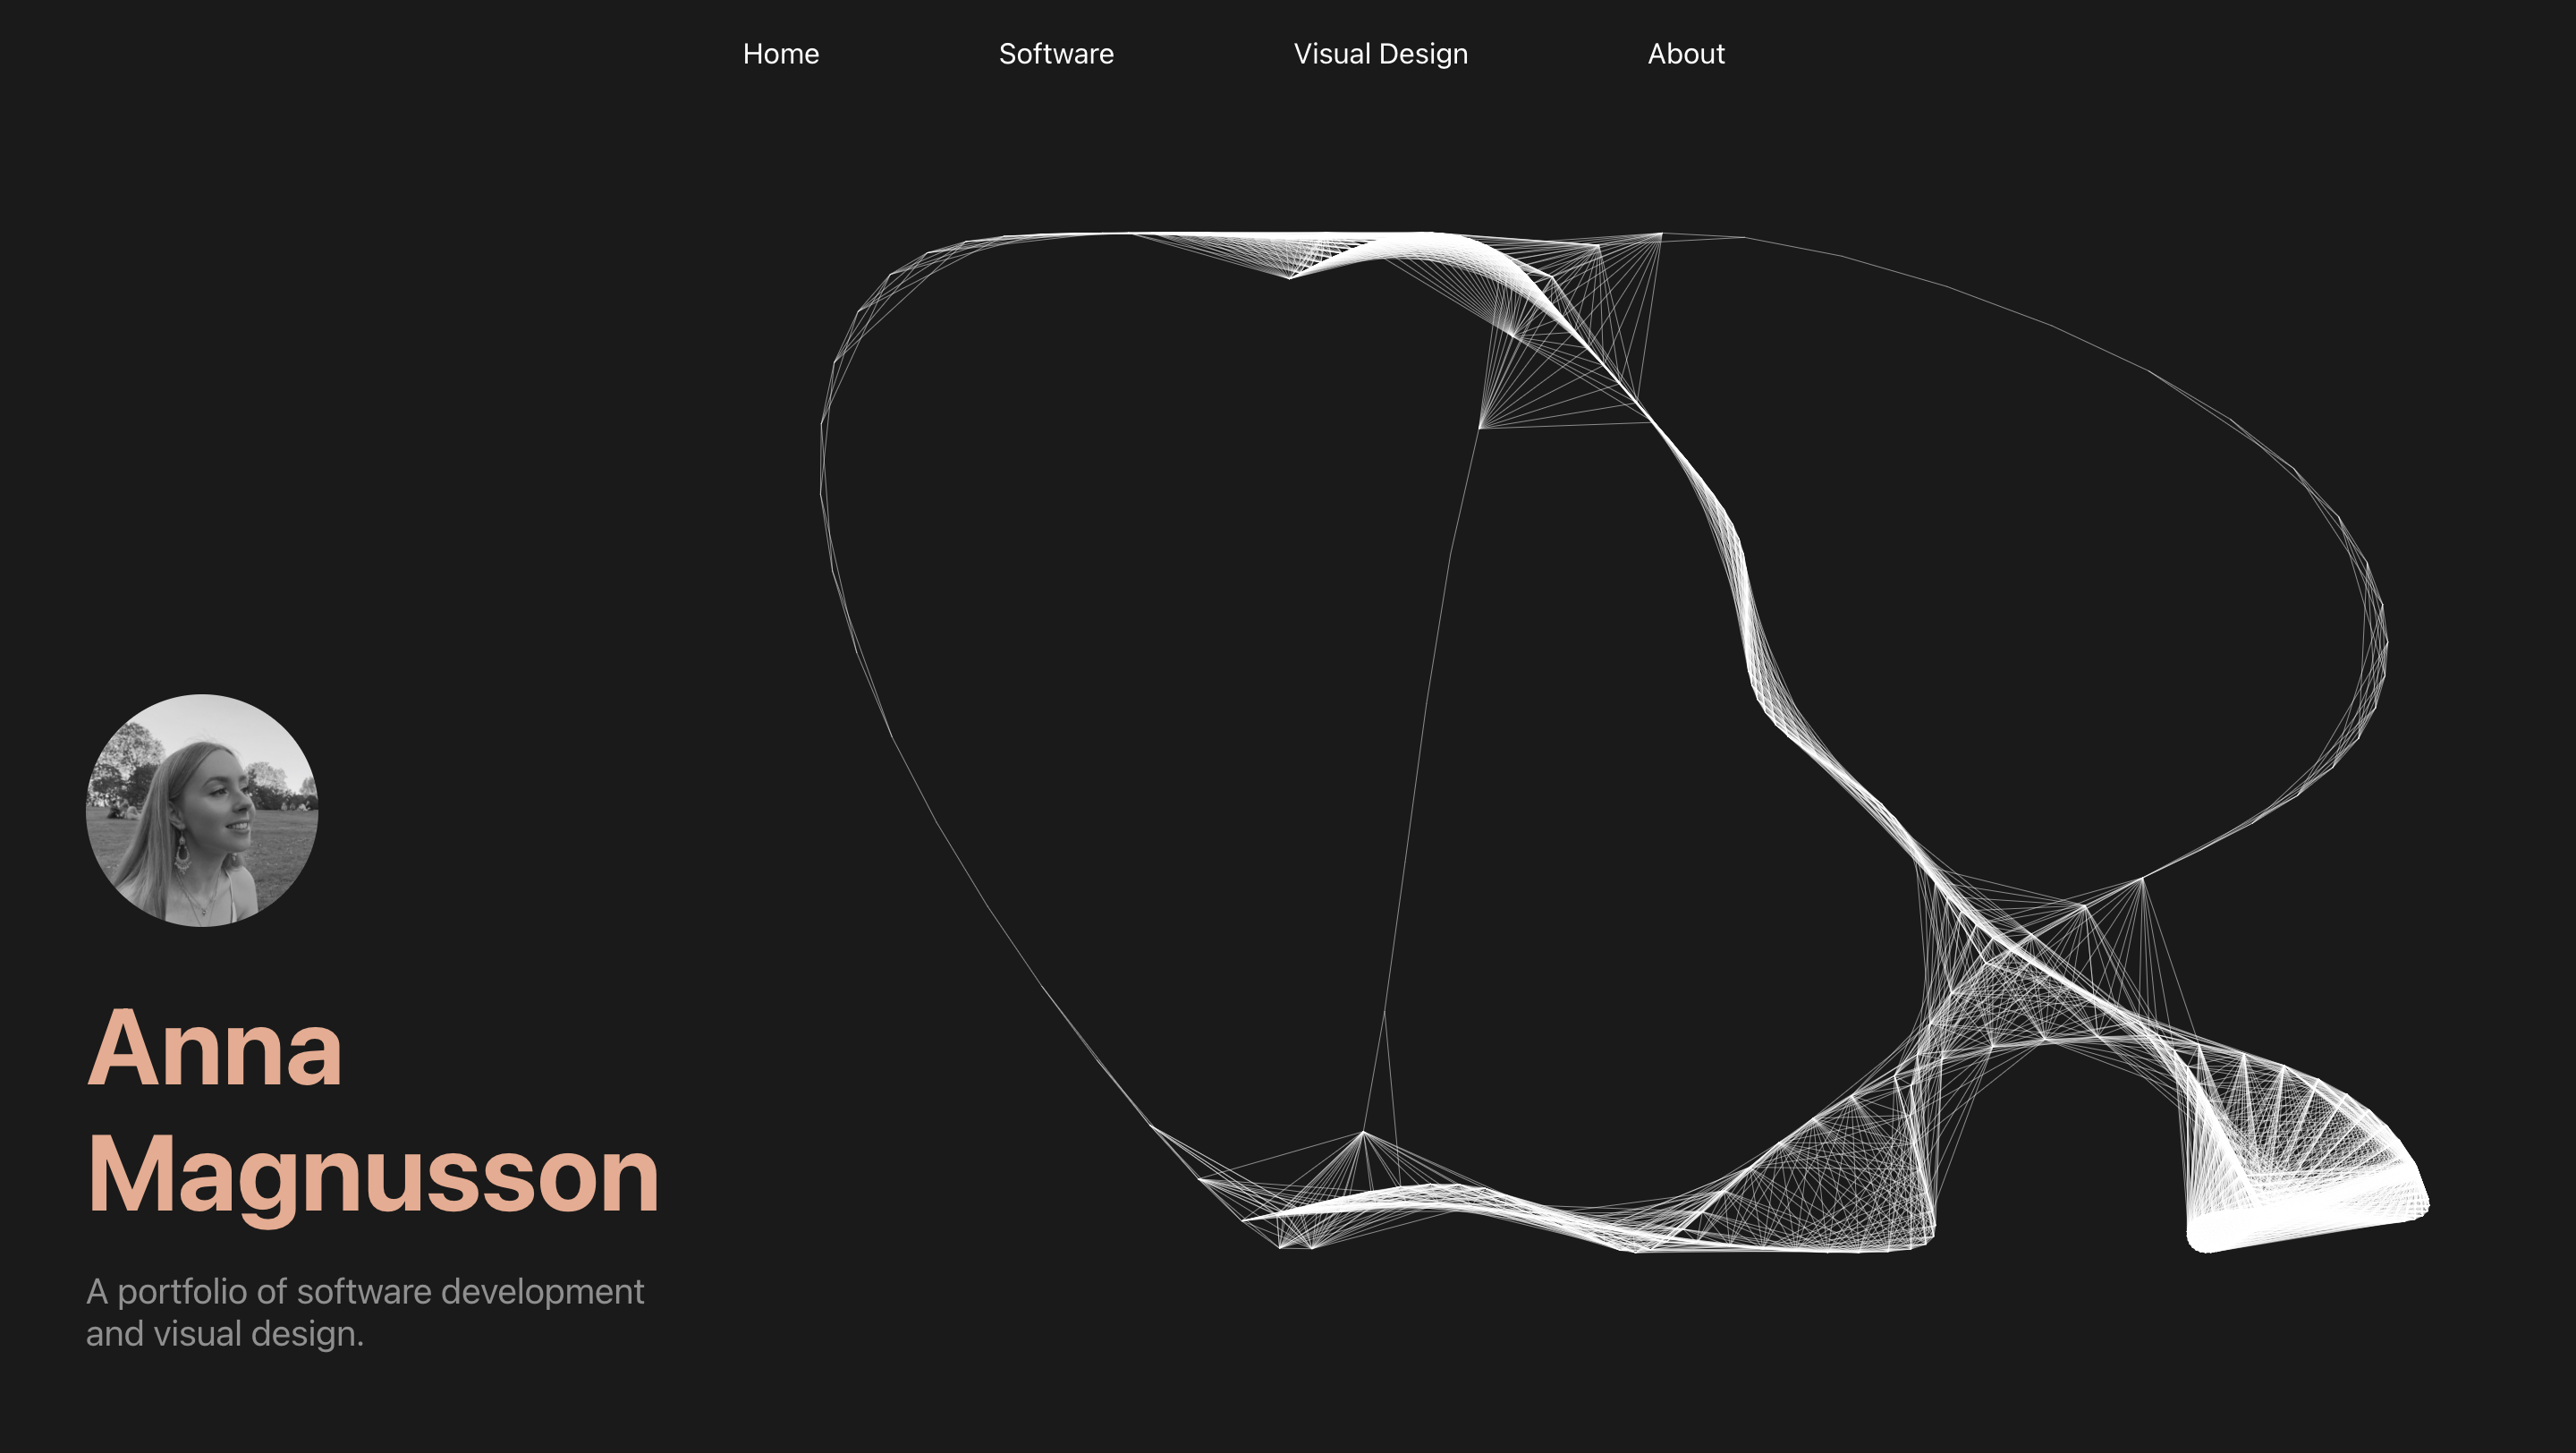 Home Software Visual Design About
Anna
Magnusson
A portfolio of software development
and visual design.